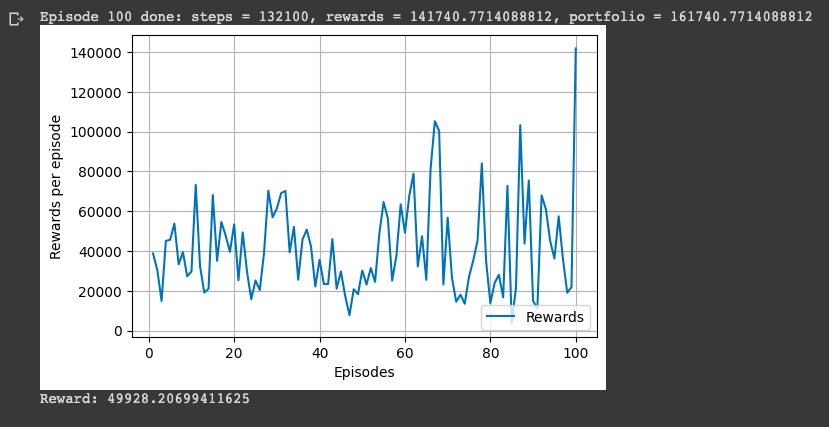 Episode 100 done: steps = 132100, rewards = 141740.7714088812, portfolio = 161740.7714088812
140000
120000
100000
80000
60000
40000
20000
0
Rewards per episode
Rewards
0 20 40 60 80 100
Episodes
Reward: 49928.20699411625